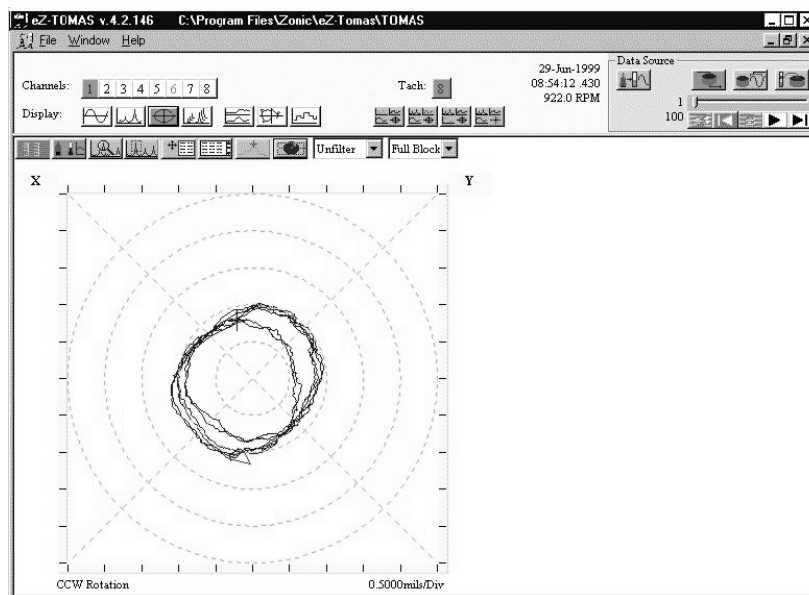 eZ-TOMAS v.4.2.146 C:\Program Files\Zonic\eZ-Tomas\TOMAS
File Window Help
Channels: 1 2 3 4 5 6 7 8
Tach: 8
29-Jun-1999
08:54:12 .430
922.0 RPM
Data Source
1
100
Display:
Unfilter
Full Block
X
Y
CCW Rotation
0.5000mils/Div